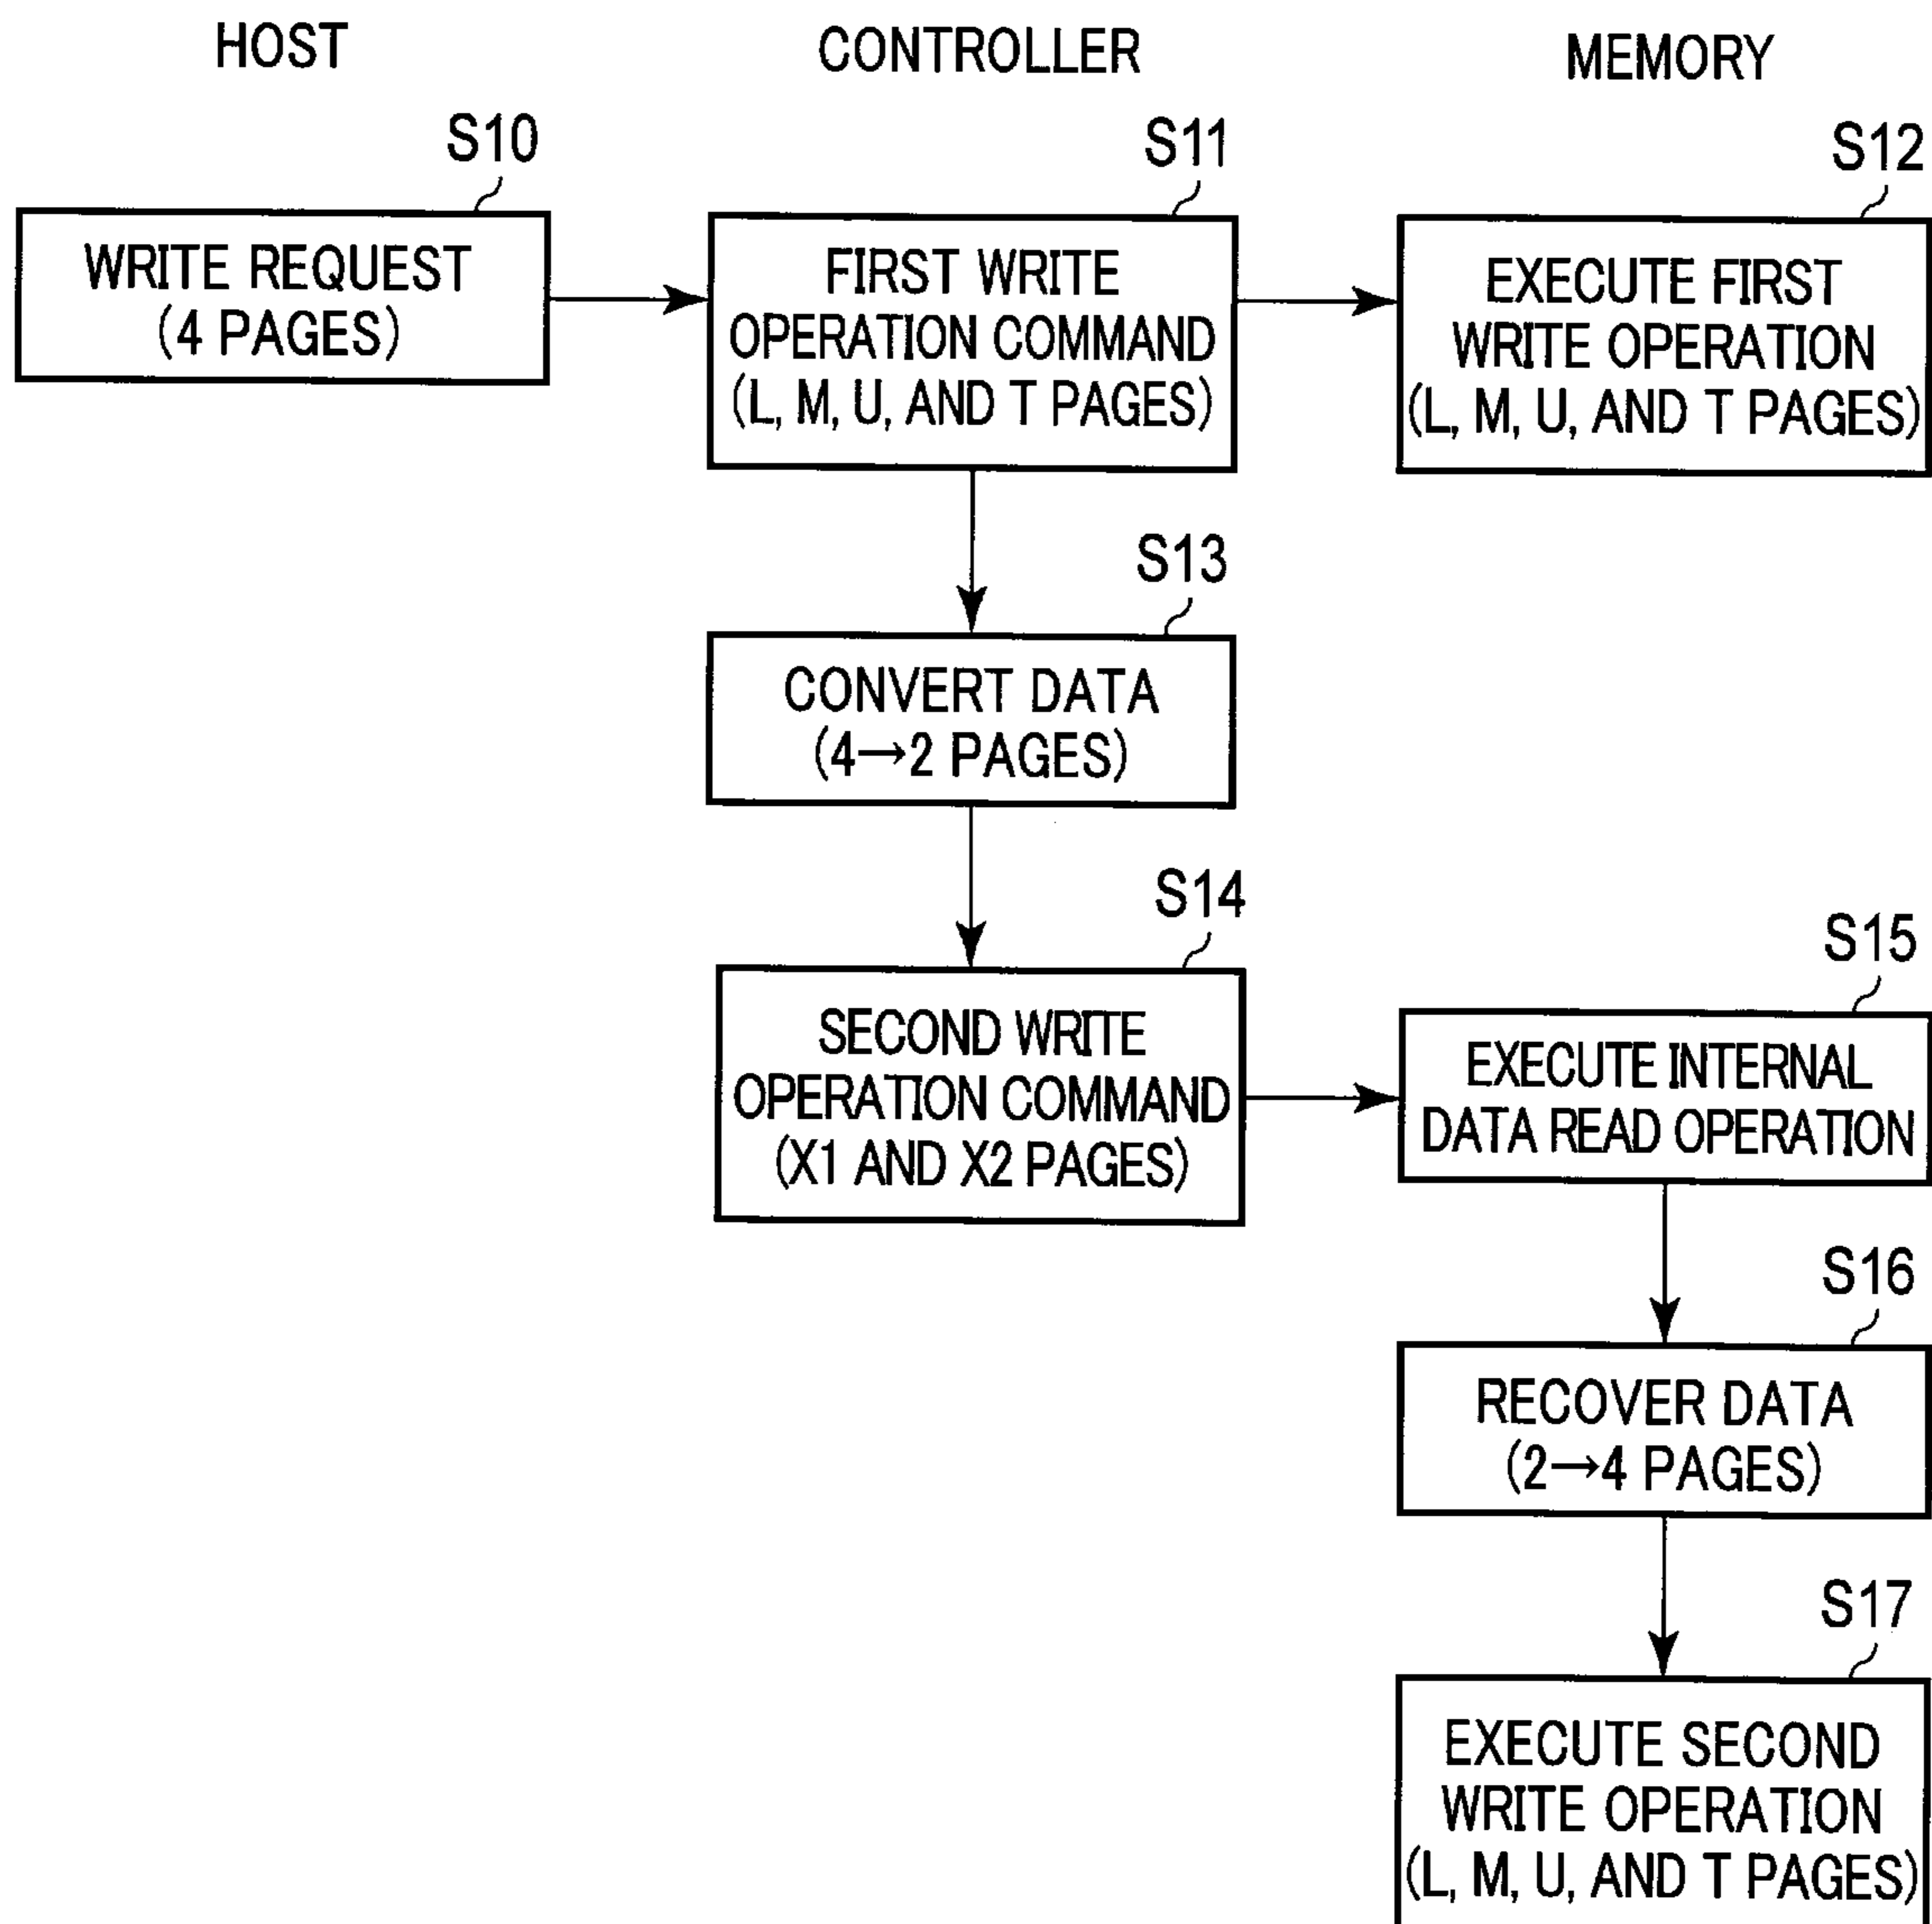 HOST
CONTROLLER
MEMORY
S10
S11
S12
WRITE REQUEST
(4 PAGES)
FIRST WRITE
OPERATION COMMAND
(L, M, U, AND T PAGES)
EXECUTE FIRST
WRITE OPERATION
(L, M, U, AND T PAGES)
S13
CONVERT DATA
(4→2 PAGES)
S14
SECOND WRITE
OPERATION COMMAND
(X1 AND X2 PAGES)
S15
EXECUTE INTERNAL
DATA READ OPERATION
S16
RECOVER DATA
(2→4 PAGES)
S17
EXECUTE SECOND
WRITE OPERATION
(L, M, U, AND T PAGES)